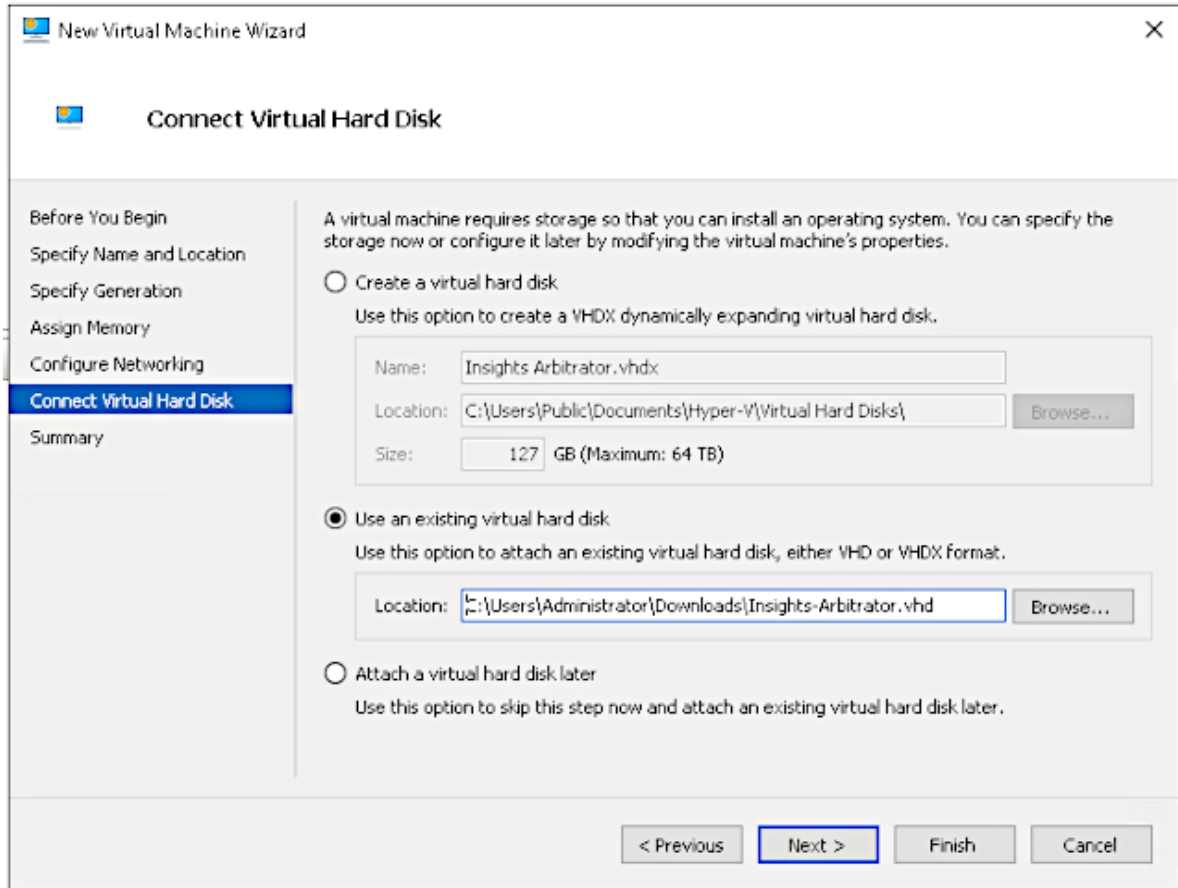 New Virtual Machine Wizard
Connect Virtual Hard Disk
Before You Begin
Specify Name and Location
Specify Generation
Assign Memory
Configure Networking
Connect Virtual Hard Disk
Summary
A virtual machine requires storage so that you can install an operating system. You can specify the
storage now or configure it later by modifying the virtual machine's properties.
Create a virtual hard disk
Use this option to create a VHDX dynamically expanding virtual hard disk.
Name: Insights Arbitrator.vhdx
Location: C:\Users\Public\Documents\Hyper-V\Virtual Hard Disks\ Browse...
Size: 127 GB (Maximum: 64 TB)
Use an existing virtual hard disk
Use this option to attach an existing virtual hard disk, either VHD or VHDX format.
Location: C:\Users\Administrator\Downloads\Insights-Arbitrator.vhd Browse...
Attach a virtual hard disk later
Use this option to skip this step now and attach an existing virtual hard disk later.
< Previous Next > Finish Cancel